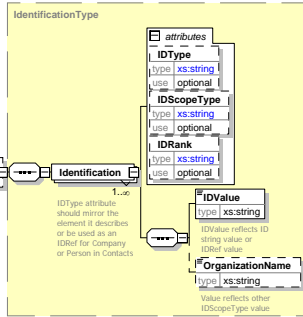 IdentificationType
attributes
IDType
type xs:string
use optional
IDScopeType
type xs:string
use optional
IDRank
type xs:string
use optional
Identification
1..∞
IDType attribute
should mirror the
element it describes
or be used as an
IDRef for Company
or Person in Contacts
IDValue
type xs:string
IDValue reflects ID
string value or
IDRef value
OrganizationName
type xs:string
Value reflects other
IDScopeType value